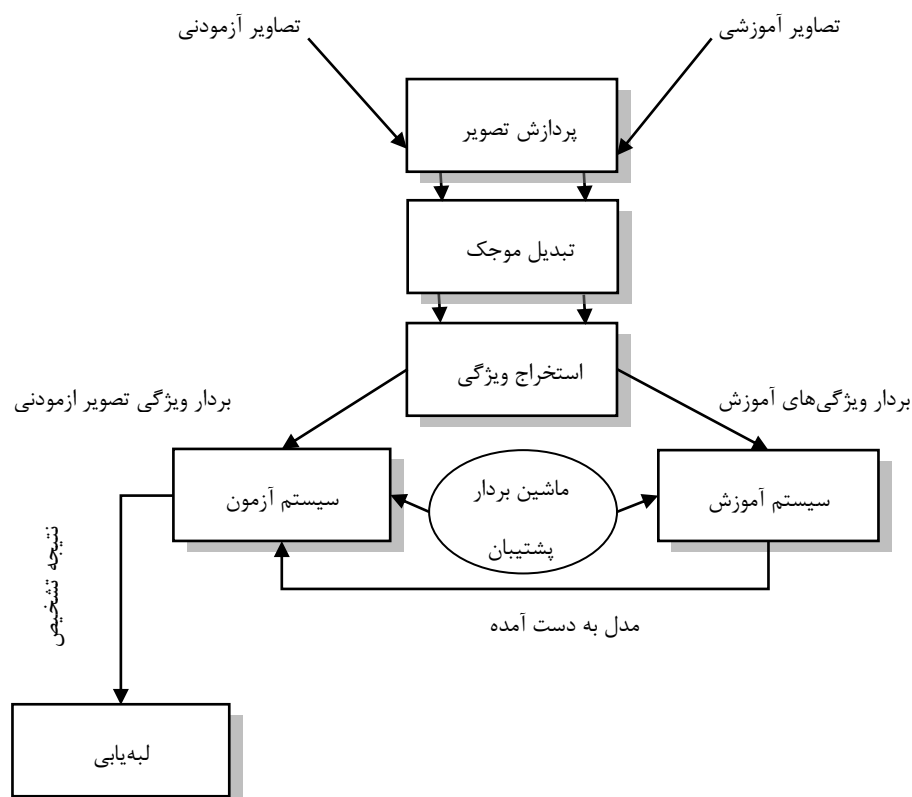 تصاویر آموزشی
تصاویر آزمودنی
پردازش تصویر
تبدیل موجک
استخراج ویژگی
بردار ویژگی‌های آموزش
بردار ویژگی تصویر ازمودنی
سیستم آموزش
ماشین بردار
پشتیبان
سیستم آزمون
مدل به دست آمده
نتیجه تشخیص
لبه‌یابی